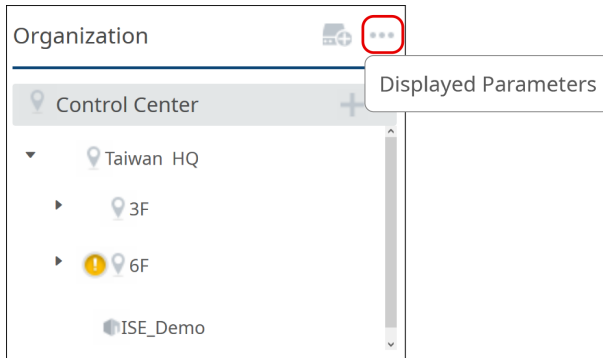 Organization
Displayed Parameters
Control Center
Taiwan HQ
3F
6F
ISE_Demo